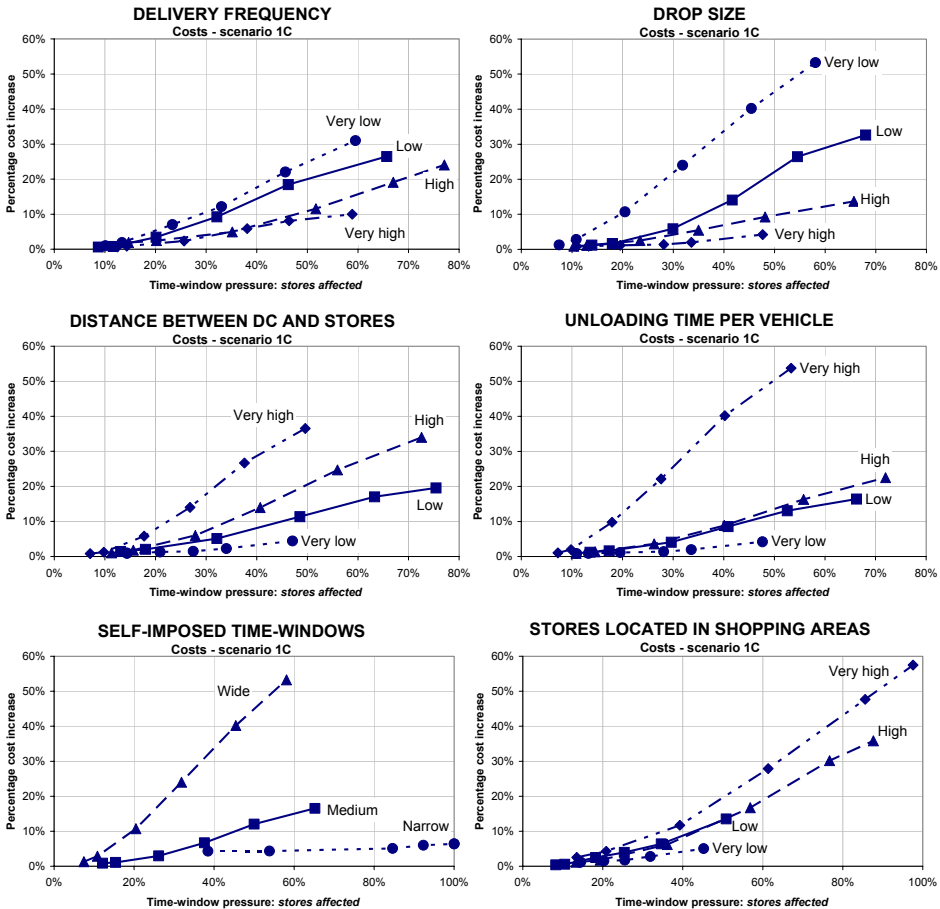 DELIVERY FREQUENCY
Costs - scenario 1C
Percentage cost increase
60%
50%
40%
30%
20%
10%
0%
Very low
Low
High
Very high
0% 10% 20% 30% 40% 50% 60% 70% 80%
Time-window pressure: stores affected
DROP SIZE
Costs - scenario 1C
Percentage cost increase
60%
50%
40%
30%
20%
10%
0%
Very low
Low
High
Very high
0% 10% 20% 30% 40% 50% 60% 70% 80%
Time-window pressure: stores affected
DISTANCE BETWEEN DC AND STORES
Costs - scenario 1C
Percentage cost increase
60%
50%
40%
30%
20%
10%
0%
Very high
High
Low
Very low
0% 10% 20% 30% 40% 50% 60% 70% 80%
Time-window pressure: stores affected
UNLOADING TIME PER VEHICLE
Costs - scenario 1C
Percentage cost increase
60%
50%
40%
30%
20%
10%
0%
Very high
High
Low
Very low
0% 10% 20% 30% 40% 50% 60% 70% 80%
Time-window pressure: stores affected
SELF-IMPOSED TIME-WINDOWS
Costs - scenario 1C
Percentage cost increase
60%
50%
40%
30%
20%
10%
0%
Wide
Medium
Narrow
0% 20% 40% 60% 80% 100%
Time-window pressure: stores affected
STORES LOCATED IN SHOPPING AREAS
Costs - scenario 1C
Percentage cost increase
60%
50%
40%
30%
20%
10%
0%
Very high
High
Low
Very low
0% 20% 40% 60% 80% 100%
Time-window pressure: stores affected